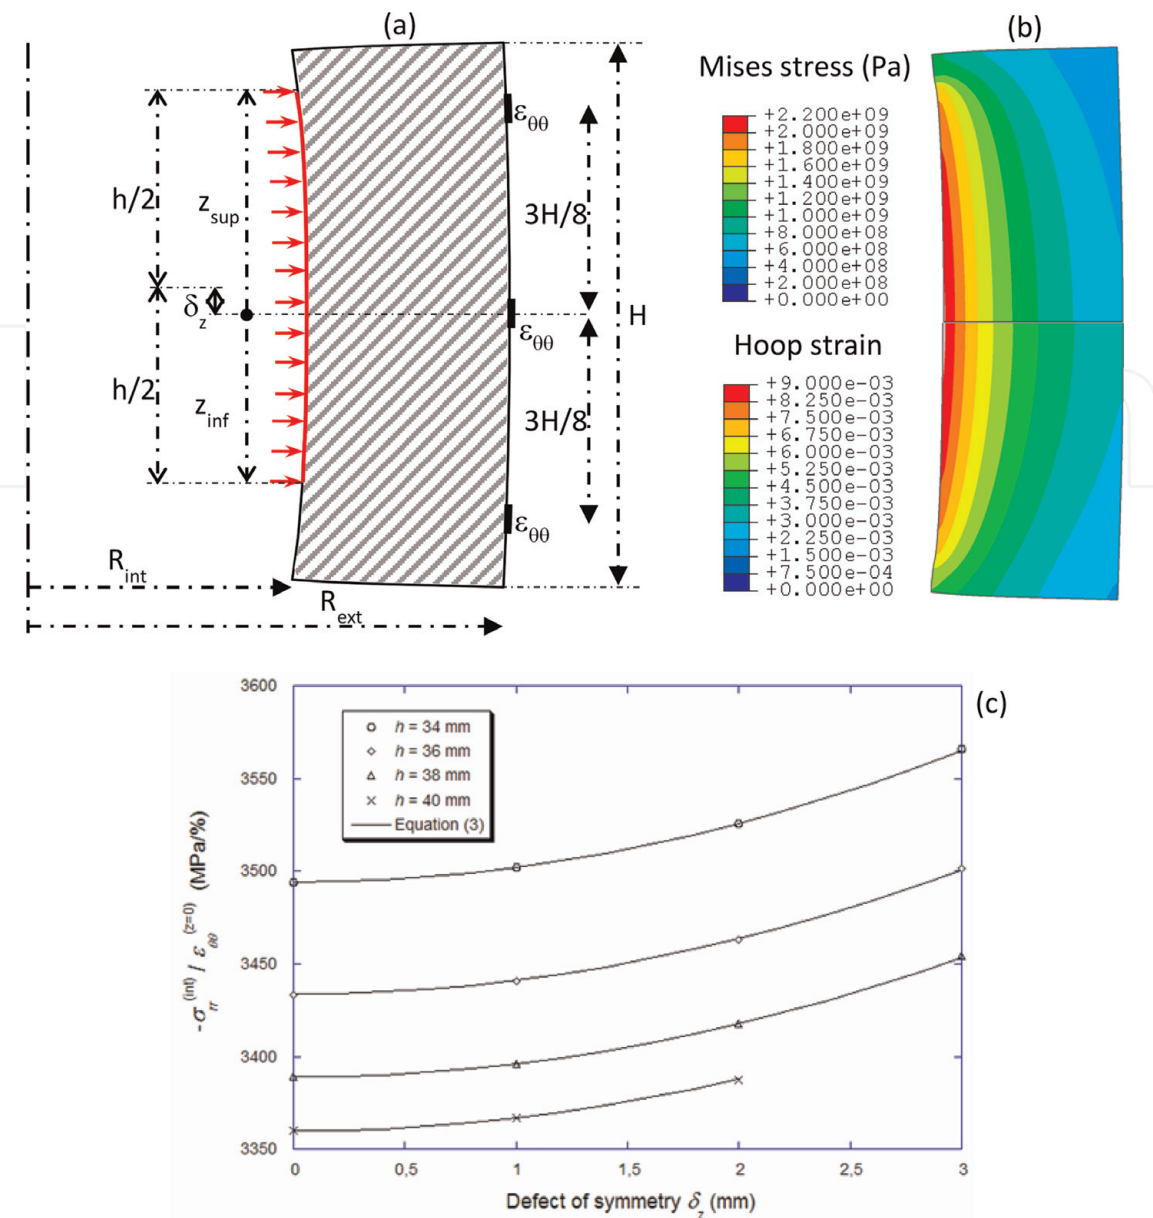 (a)
h/2
h/2
z_sup
δ_z
z_inf
ε_θθ
ε_θθ
ε_θθ
3H/8
3H/8
H
R_int
R_ext
(b)
Mises stress (Pa)
+2.200e+09
+2.000e+09
+1.800e+09
+1.600e+09
+1.400e+09
+1.200e+09
+1.000e+09
+8.000e+08
+6.000e+08
+4.000e+08
+2.000e+08
+0.000e+00
Hoop strain
+9.000e-03
+8.250e-03
+7.500e-03
+6.750e-03
+6.000e-03
+5.250e-03
+4.500e-03
+3.750e-03
+3.000e-03
+2.250e-03
+1.500e-03
+7.500e-04
+0.000e+00
(c)
3600
3550
3500
3450
3400
3350
-σ_rr^(int) / ε_θθ^(z=0) (MPa/%)
h = 34 mm
h = 36 mm
h = 38 mm
h = 40 mm
Equation (3)
0 0,5 1 1,5 2 2,5 3
Defect of symmetry δ_z (mm)